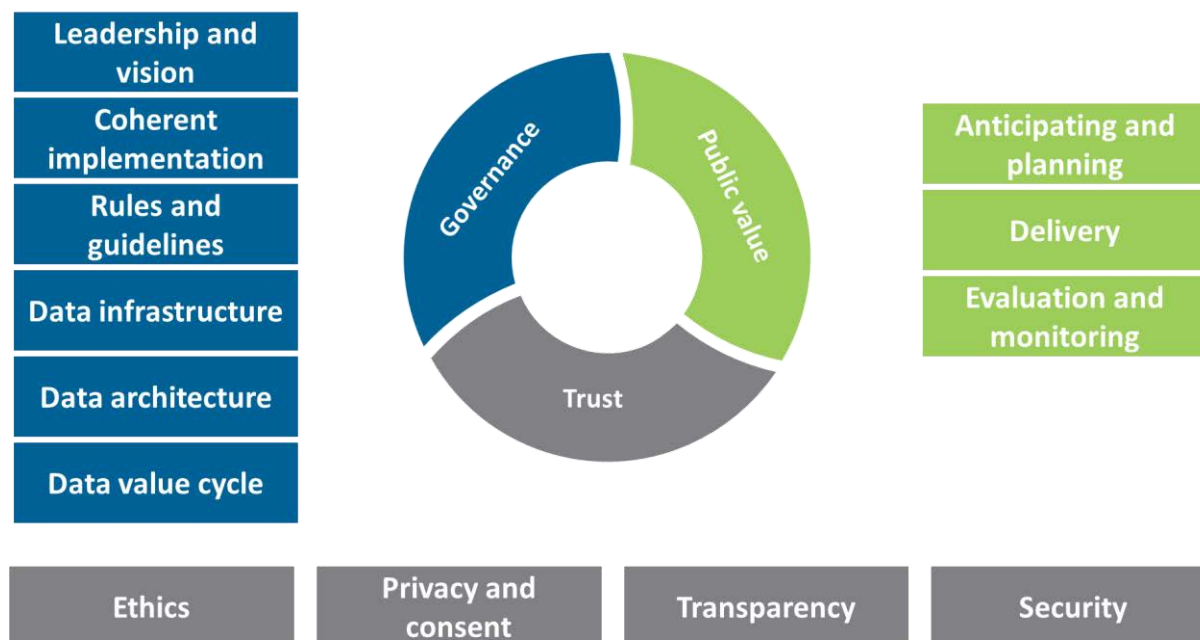 Leadership and
vision
Coherent
implementation
Rules and
guidelines
Data infrastructure
Data architecture
Data value cycle
Governance
Public value
Trust
Anticipating and
planning
Delivery
Evaluation and
monitoring
Ethics
Privacy and
consent
Transparency
Security